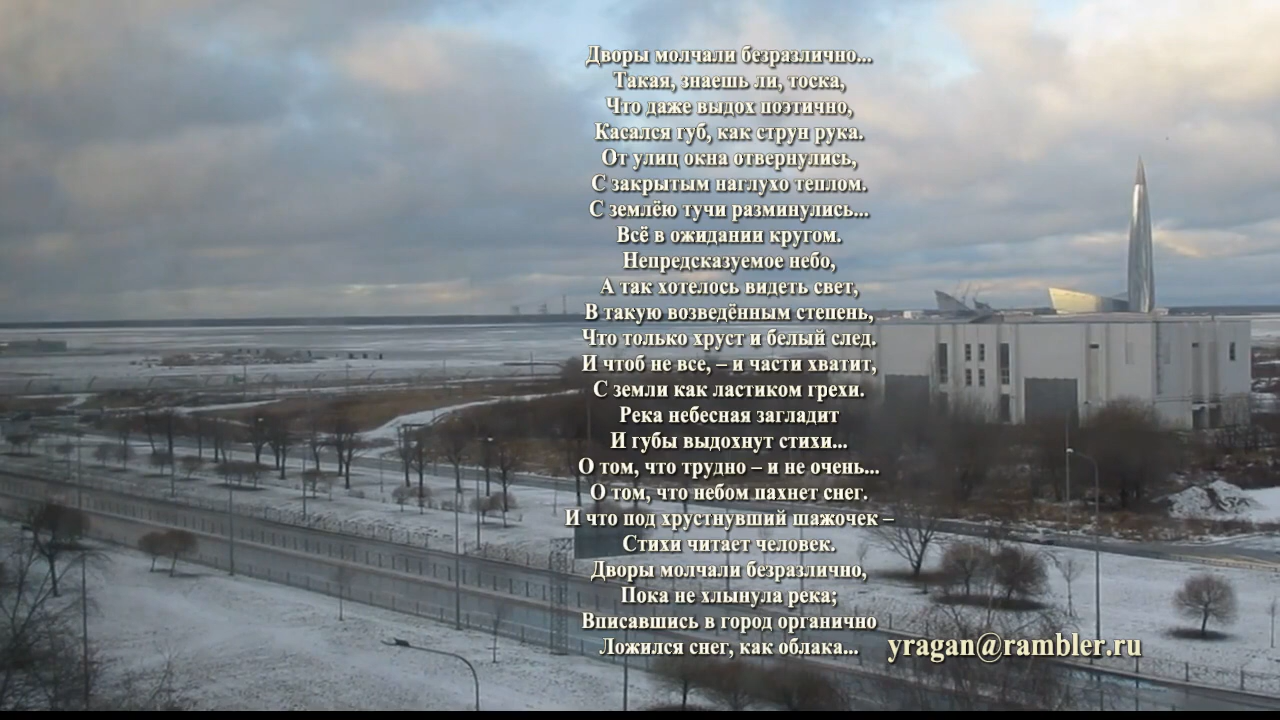 Дворы молчали безразлично...
Такая, знаешь ли, тоска,
Что даже выдох поэтично,
Касался губ, как струн рука.
От улиц окна отвернулись,
С закрытым наглухо теплом.
С землёю тучи разминулись...
Всё в ожидании кругом.
Непредсказуемое небо,
А так хотелось видеть свет,
В такую возведённым степень,
Что только хруст и белый след.
И чтоб не все, – и части хватит,
С земли как ластиком грехи.
Река небесная загладит
И губы выдохнут стихи...
О том, что трудно – и не очень...
О том, что небом пахнет снег.
И что под хрустнувший шажочек –
Стихи читает человек.
Дворы молчали безразлично,
Пока не хлынула река;
Вписавшись в город органично
Ложился снег, как облака...
yragan@rambler.ru